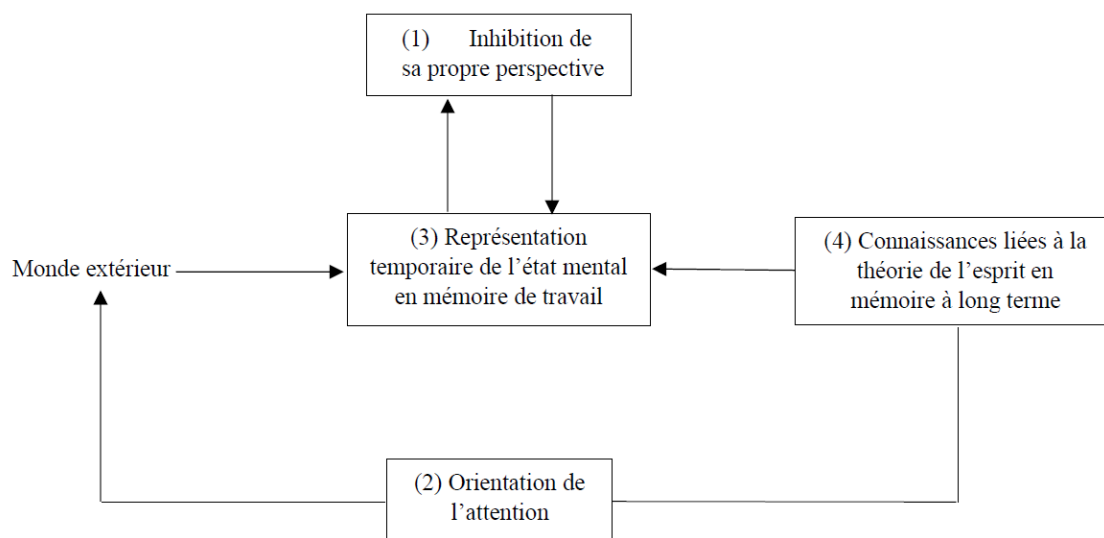 (1) Inhibition de
sa propre perspective
(3) Représentation
temporaire de l’état mental
en mémoire de travail
Monde extérieur
(4) Connaissances liées à la
théorie de l’esprit en
mémoire à long terme
(2) Orientation de
l’attention